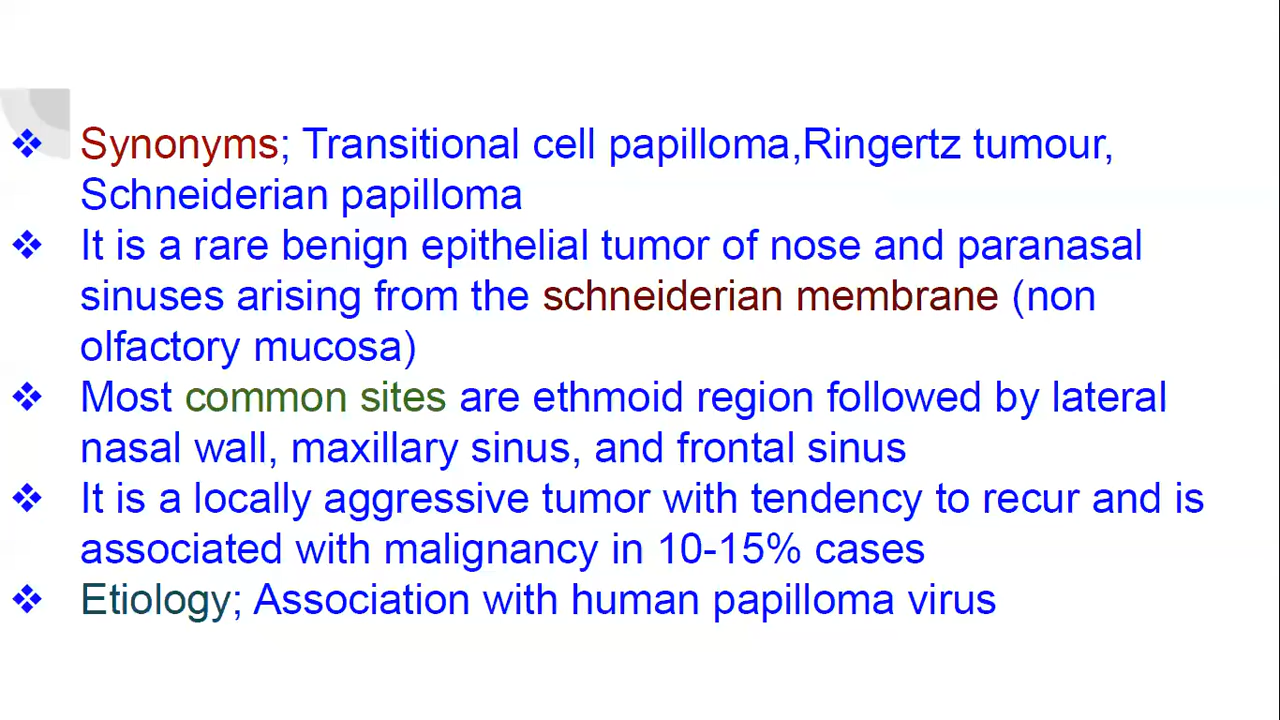 ❖ Synonyms; Transitional cell papilloma,Ringertz tumour,
Schneiderian papilloma
❖ It is a rare benign epithelial tumor of nose and paranasal
sinuses arising from the schneiderian membrane (non
olfactory mucosa)
❖ Most common sites are ethmoid region followed by lateral
nasal wall, maxillary sinus, and frontal sinus
❖ It is a locally aggressive tumor with tendency to recur and is
associated with malignancy in 10-15% cases
❖ Etiology; Association with human papilloma virus